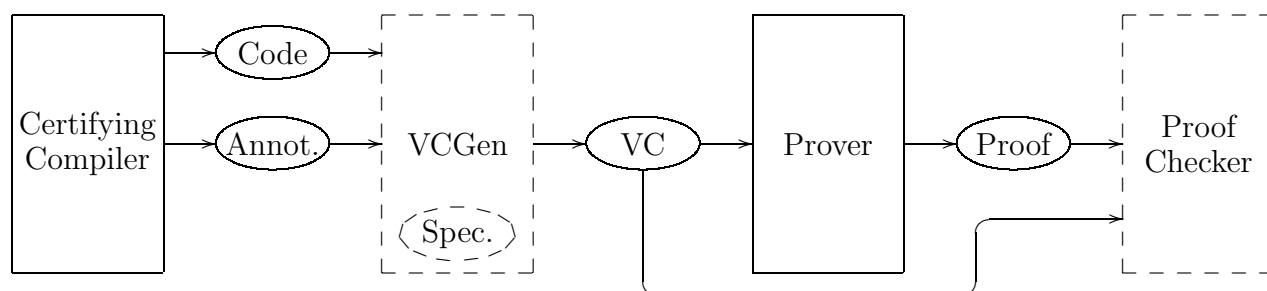 Code
Certifying
Compiler
Annot.
VCGen
VC
Prover
Proof
Proof
Checker
Spec.